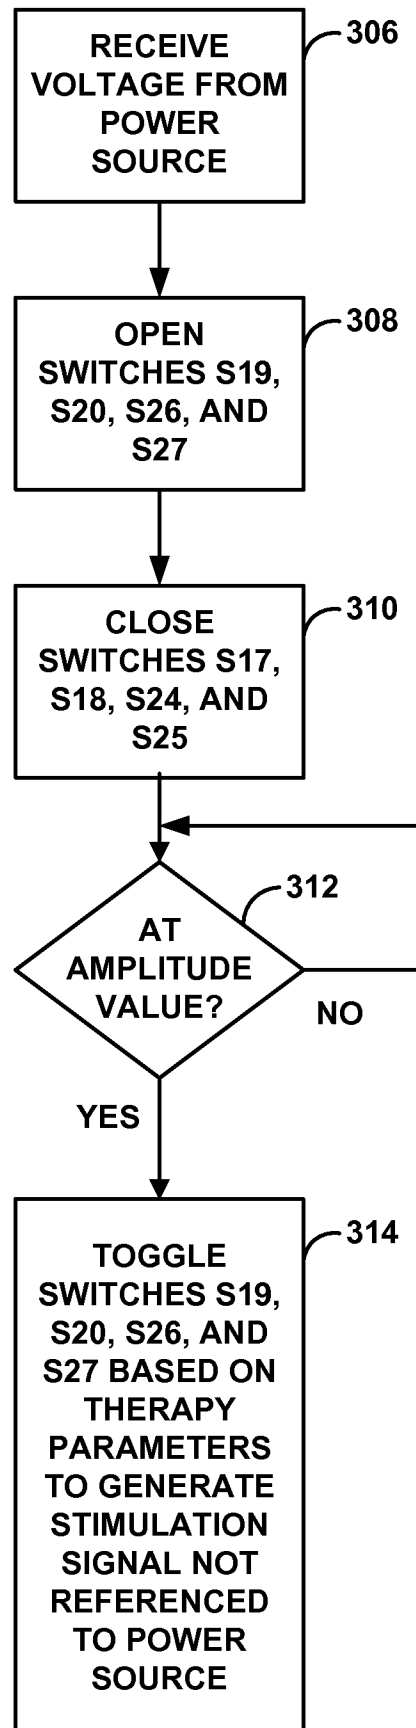 RECEIVE
VOLTAGE FROM
POWER
SOURCE
306
OPEN
SWITCHES S19,
S20, S26, AND
S27
308
CLOSE
SWITCHES S17,
S18, S24, AND
S25
310
AT
AMPLITUDE
VALUE?
312
NO
YES
TOGGLE
SWITCHES S19,
S20, S26, AND
S27 BASED ON
THERAPY
PARAMETERS
TO GENERATE
STIMULATION
SIGNAL NOT
REFERENCED
TO POWER
SOURCE
314